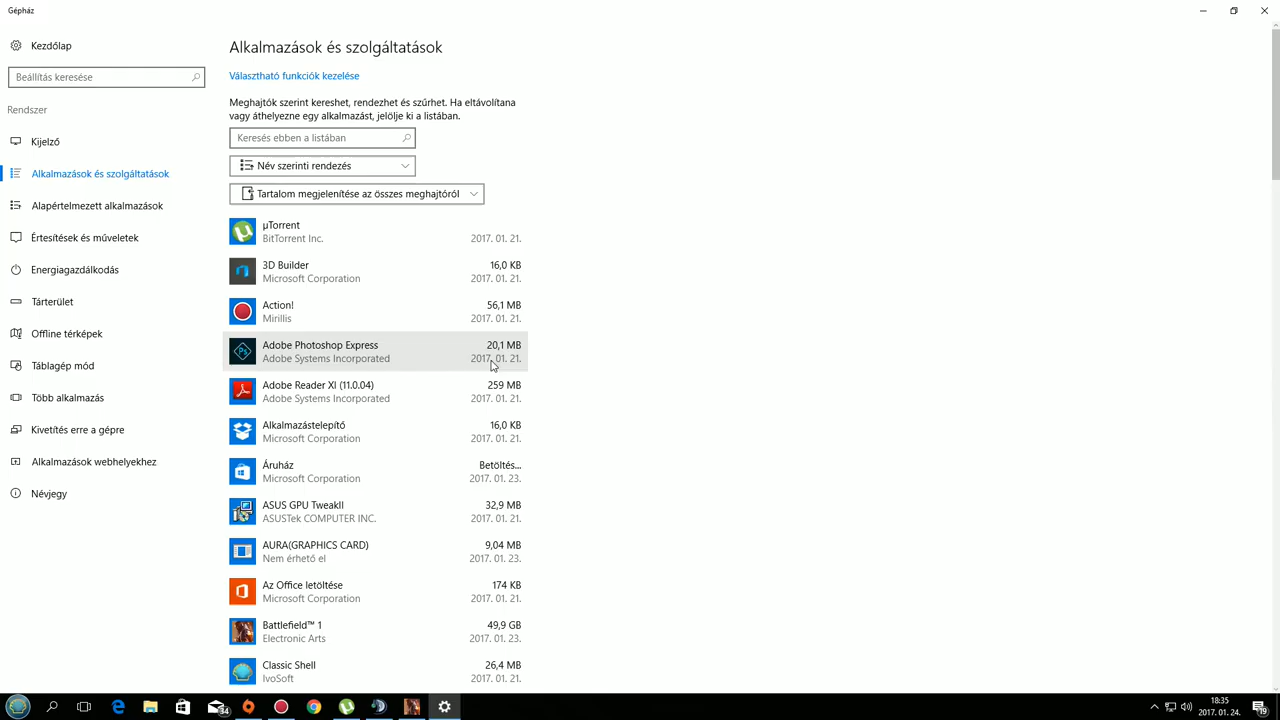 Gépház
Kezdőlap
Beállítás keresése
Rendszer
Kijelző
Alkalmazások és szolgáltatások
Alapértelmezett alkalmazások
Értesítések és műveletek
Energiagazdálkodás
Tárterület
Offline térképek
Táblagép mód
Több alkalmazás
Kivetítés erre a gépre
Alkalmazások webhelyekhez
Névjegy
Alkalmazások és szolgáltatások
Választható funkciók kezelése
Meghajtók szerint kereshet, rendezhet és szűrhet. Ha eltávolítana
vagy áthelyezne egy alkalmazást, jelölje ki a listában.
Keresés ebben a listában
Név szerinti rendezés
Tartalom megjelenítése az összes meghajtóról
µTorrent
BitTorrent Inc. 2017. 01. 21.
3D Builder 16,0 KB
Microsoft Corporation 2017. 01. 21.
Action! 56,1 MB
Mirillis 2017. 01. 21.
Adobe Photoshop Express 20,1 MB
Adobe Systems Incorporated 2017. 01. 21.
Adobe Reader XI (11.0.04) 259 MB
Adobe Systems Incorporated 2017. 01. 21.
Alkalmazástelepítő 16,0 KB
Microsoft Corporation 2017. 01. 21.
Áruház Betöltés...
Microsoft Corporation 2017. 01. 23.
ASUS GPU TweakII 32,9 MB
ASUSTek COMPUTER INC. 2017. 01. 21.
AURA(GRAPHICS CARD) 9,04 MB
Nem érhető el 2017. 01. 23.
Az Office letöltése 174 KB
Microsoft Corporation 2017. 01. 21.
Battlefield™ 1 49,9 GB
Electronic Arts 2017. 01. 23.
Classic Shell 26,4 MB
IvoSoft 2017. 01. 21.
34
18:35
2017. 01. 24.
19